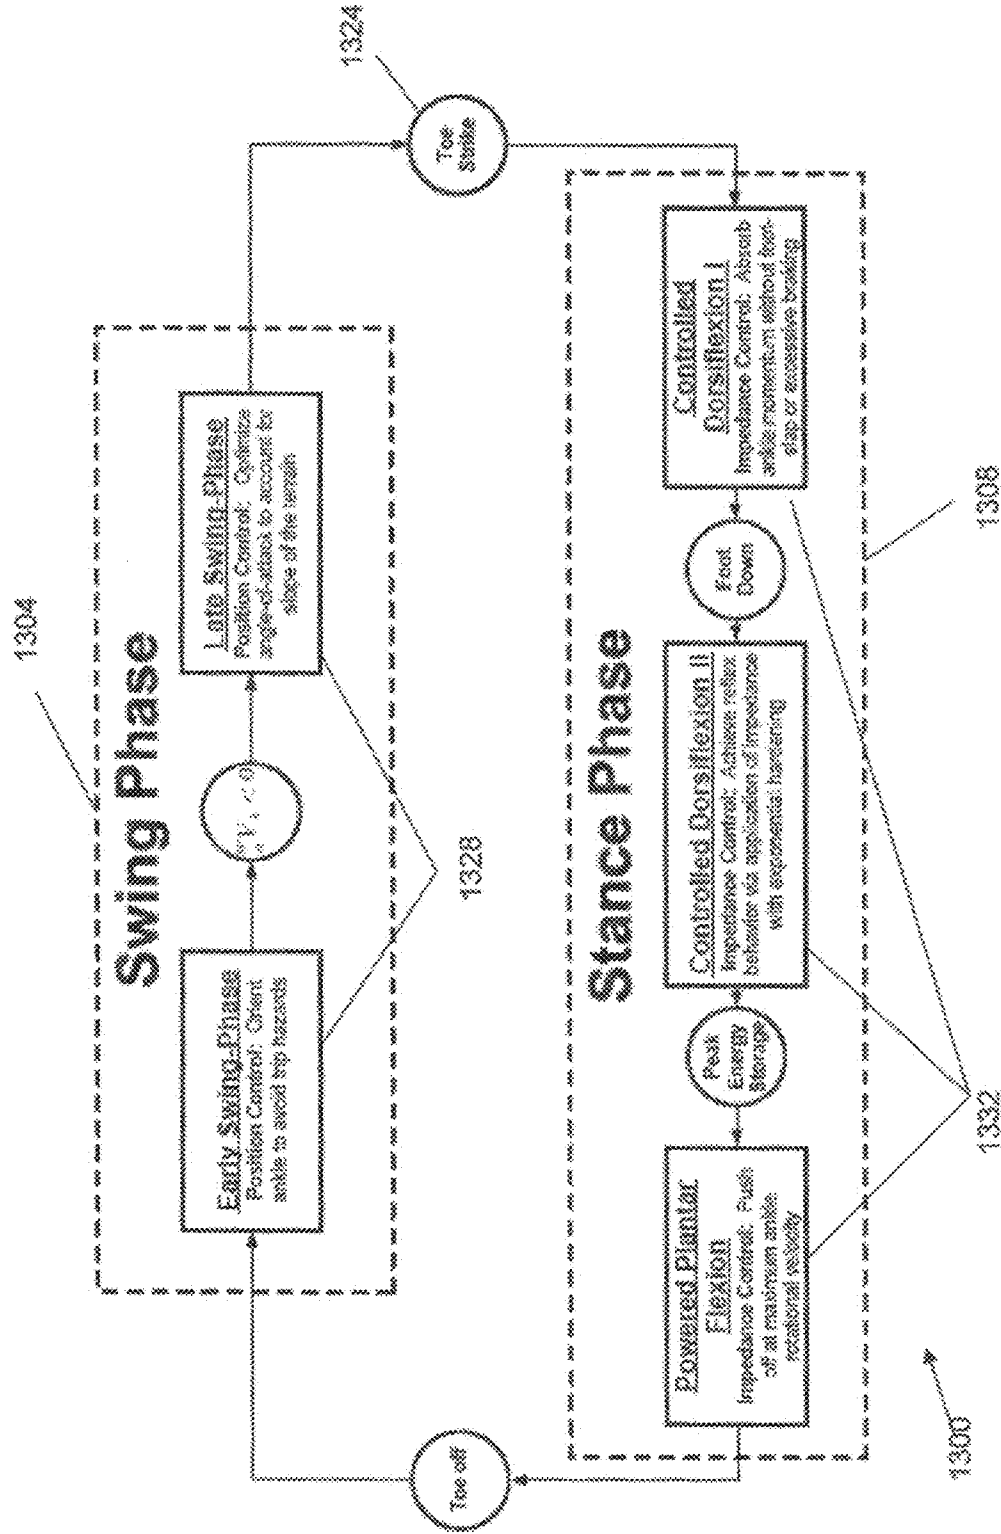 1304
Swing Phase
Early Swing-Phase
Position Control: Orient
ankle to avoid trip hazards
Late Swing-Phase
Position Control: Optimize
angle-of-attack to account for
slope of the terrain
1328
Toe off
Toe
Strike
1324
Stance Phase
Powered Plantar
Flexion
Impedance Control: Push
off at maximum ankle
rotational velocity
Peak
Energy
Storage
Controlled Dorsiflexion II
Impedance Control: Achieve reflex
behavior via application of impedance
with exponential hardening
Foot
Down
Controlled
Dorsiflexion I
Impedance Control: Absorb
ankle momentum without foot-
slap or excessive braking
1300
1332
1308